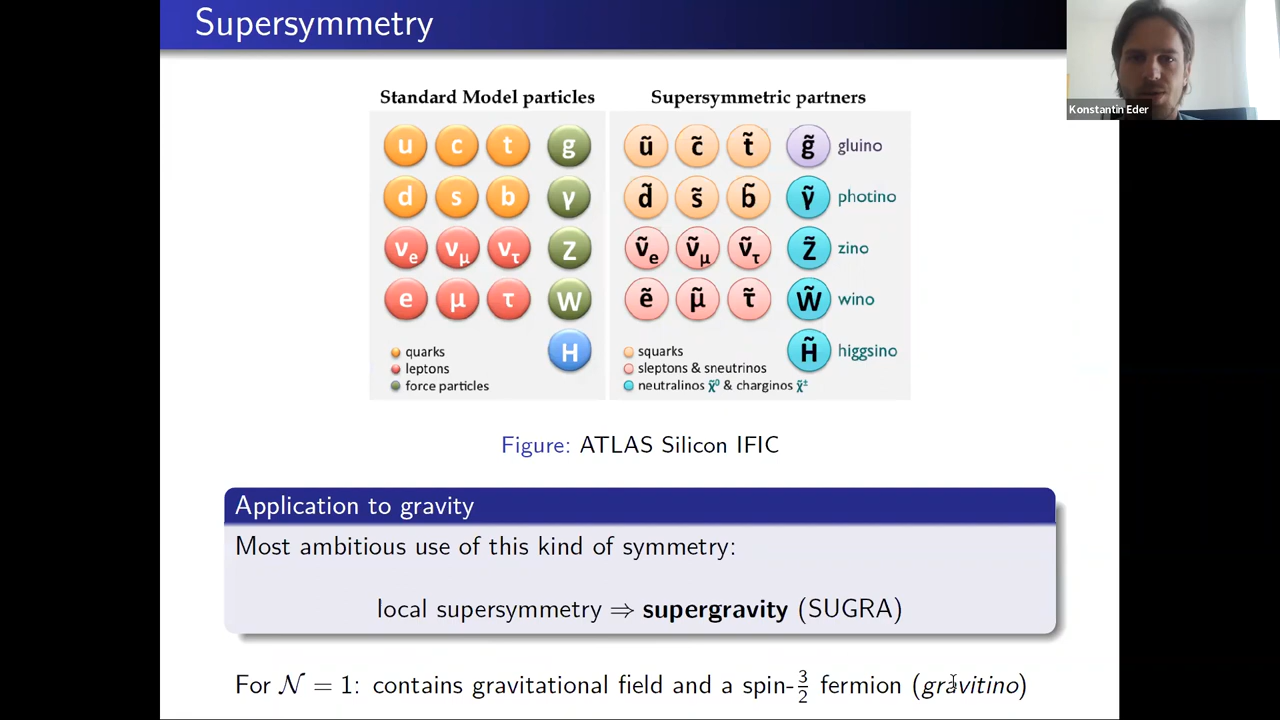 Supersymmetry
Konstantin Eder
Standard Model particles
Supersymmetric partners
u c t g
d s b γ
νe νμ ντ Z
e μ τ W
H
quarks
leptons
force particles
ũ c̃ t̃ g̃ gluino
d̃ s̃ b̃ γ̃ photino
ν̃e ν̃μ ν̃τ Z̃ zino
ẽ μ̃ τ̃ W̃ wino
H̃ higgsino
squarks
sleptons & sneutrinos
neutralinos χ̃⁰ & charginos χ̃±
Figure: ATLAS Silicon IFIC
Application to gravity
Most ambitious use of this kind of symmetry:
local supersymmetry ⇒ supergravity (SUGRA)
For 𝒩 = 1: contains gravitational field and a spin-3/2 fermion (gravitino)